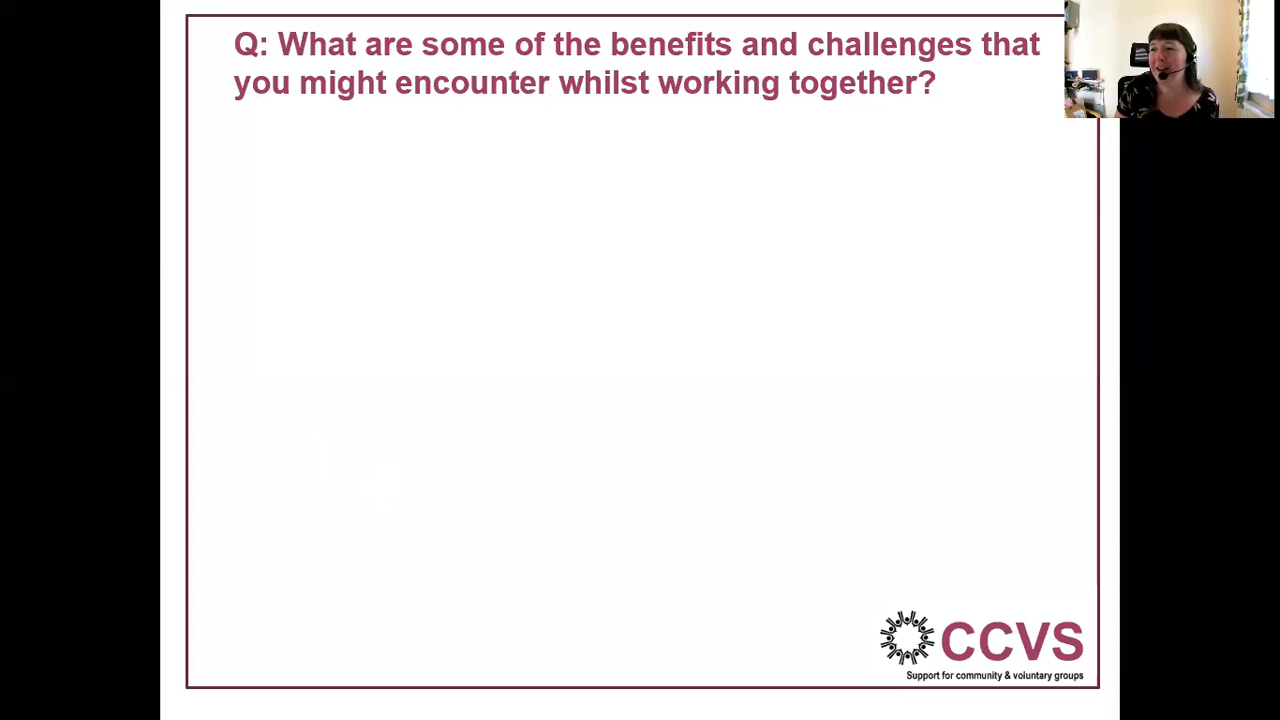 Q: What are some of the benefits and challenges that
you might encounter whilst working together?
CCVS
Support for community & voluntary groups